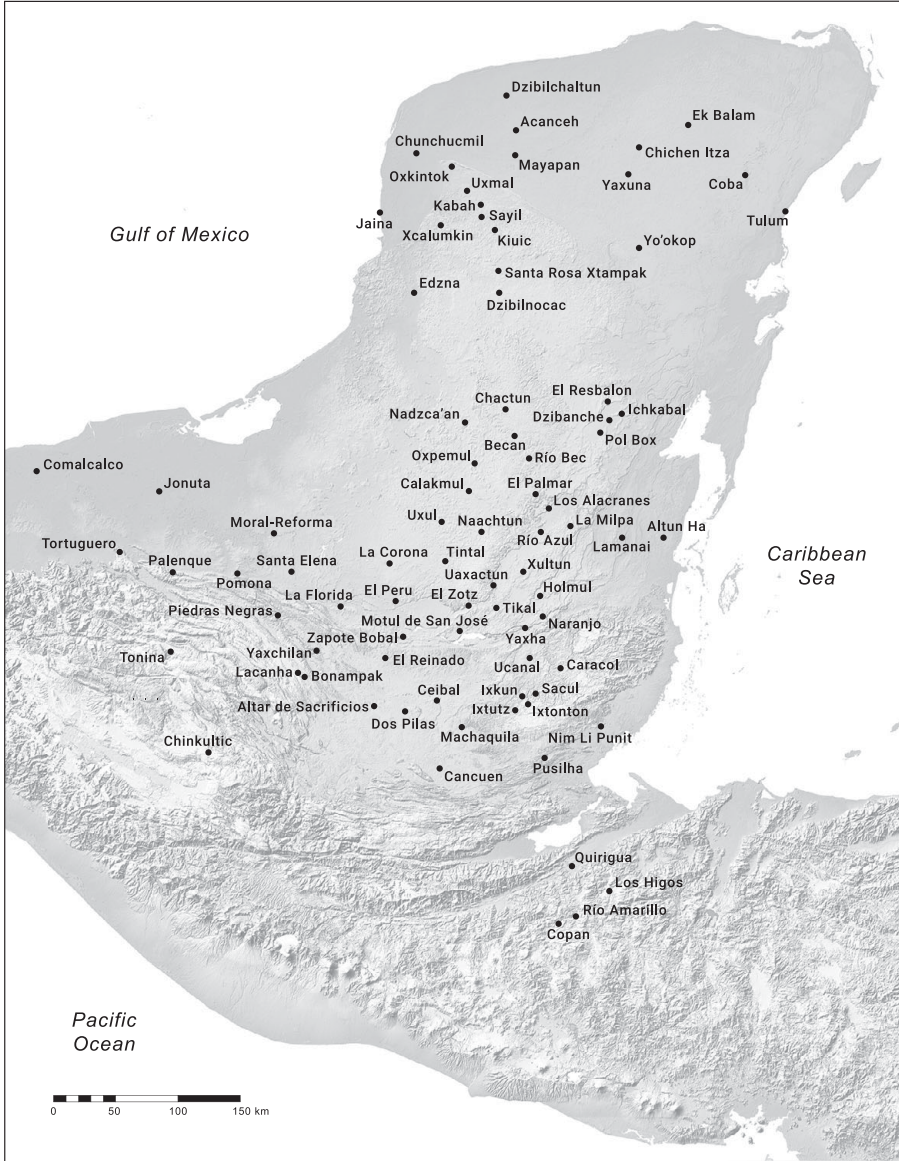 Dzibilchaltun
Ek Balam
Acanceh
Chunchucmil
Chichen Itza
Mayapan
Oxkintok
Yaxuna
Coba
Uxmal
Kabah
Sayil
Tulum
Jaina
Xcalumkin
Kiuic
Gulf of Mexico
Yo'okop
Santa Rosa Xtampak
Edzna
Dzibilnocac
El Resbalon
Chactun
Ichkabal
Nadzca'an
Dzibanche
Becan
Pol Box
Oxpemul
Río Bec
Comalcalco
Jonuta
Calakmul
El Palmar
Los Alacranes
Uxul
Naachtun
La Milpa
Altun Ha
Moral-Reforma
Río Azul
Lamanai
Tortuguero
La Corona
Tintal
Caribbean
Sea
Palenque
Santa Elena
Xultun
Pomona
Uaxactun
La Florida
El Peru
El Zotz
Holmul
Piedras Negras
Tikal
Motul de San José
Naranjo
Zapote Bobal
Yaxha
Tonina
Yaxchilan
El Reinado
Ucanal
Caracol
Lacanha
Bonampak
Ceibal
Ixkun
Sacul
Altar de Sacrificios
Ixtutz
Ixtonton
Dos Pilas
Machaquila
Nim Li Punit
Chinkultic
Cancuen
Pusilha
Quirigua
Los Higos
Río Amarillo
Copan
Pacific
Ocean
0 50 100 150 km